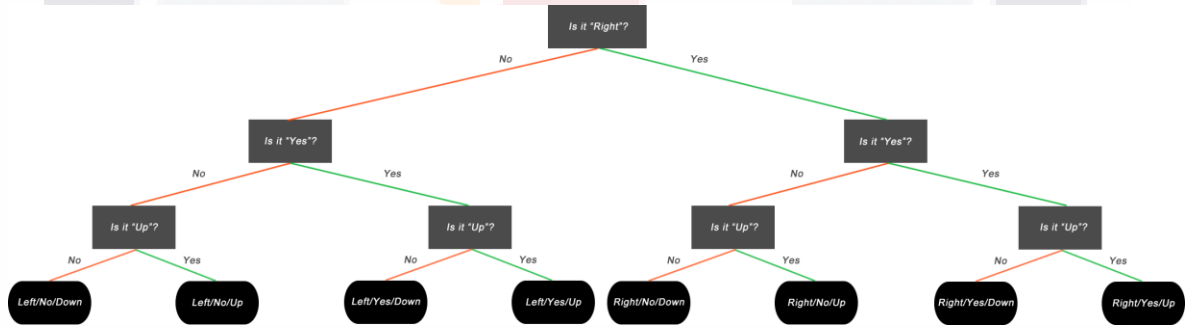 Is it "Right"?
No
Yes
Is it "Yes"?
Is it "Yes"?
No
Yes
No
Yes
Is it "Up"?
Is it "Up"?
Is it "Up"?
Is it "Up"?
No
Yes
No
Yes
No
Yes
No
Yes
Left/No/Down
Left/No/Up
Left/Yes/Down
Left/Yes/Up
Right/No/Down
Right/No/Up
Right/Yes/Down
Right/Yes/Up